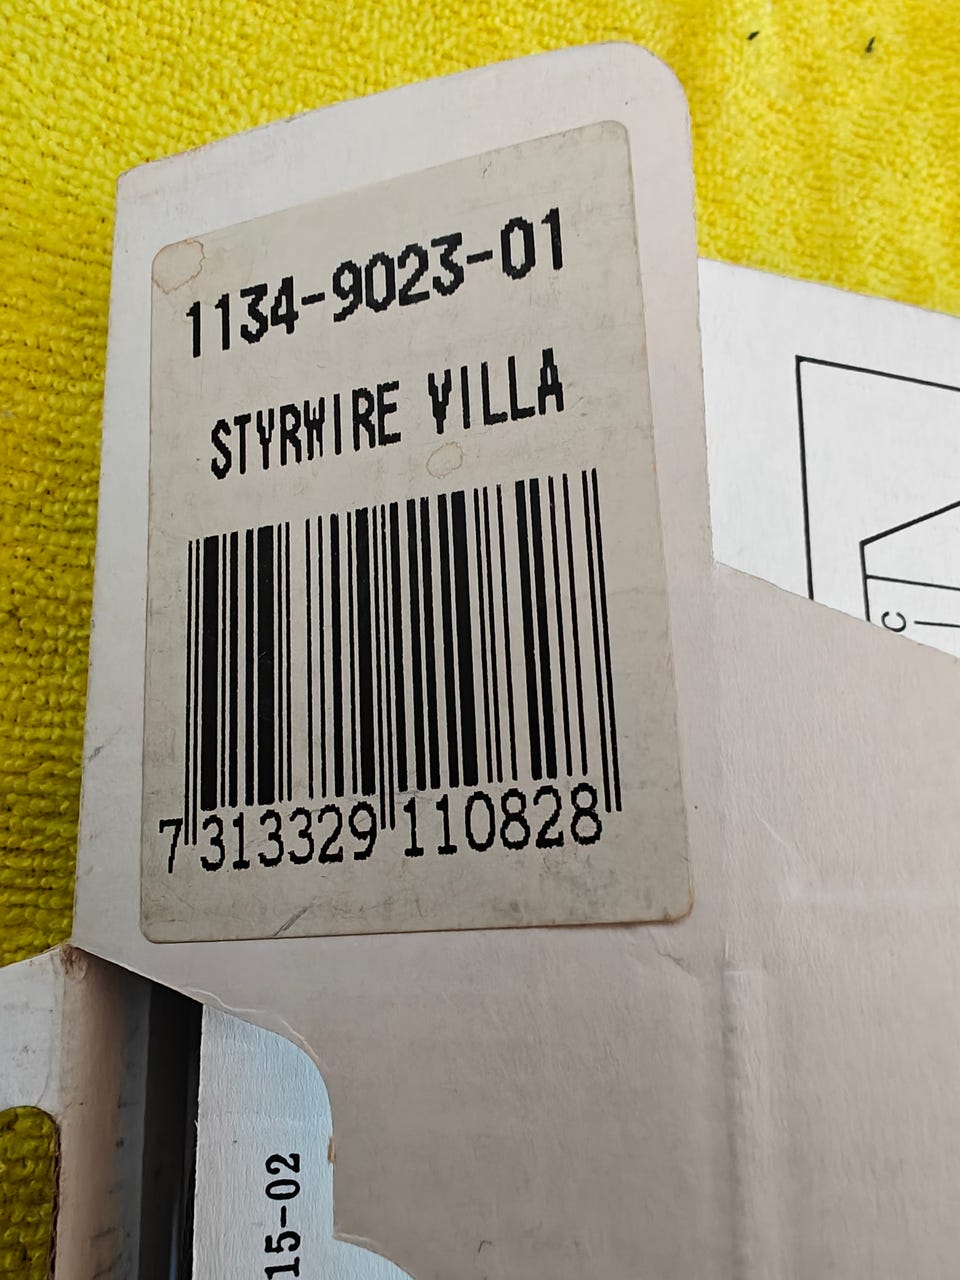 1134-9023-01
STYRWIRE VILLA
7 313329 110828
C
15-02